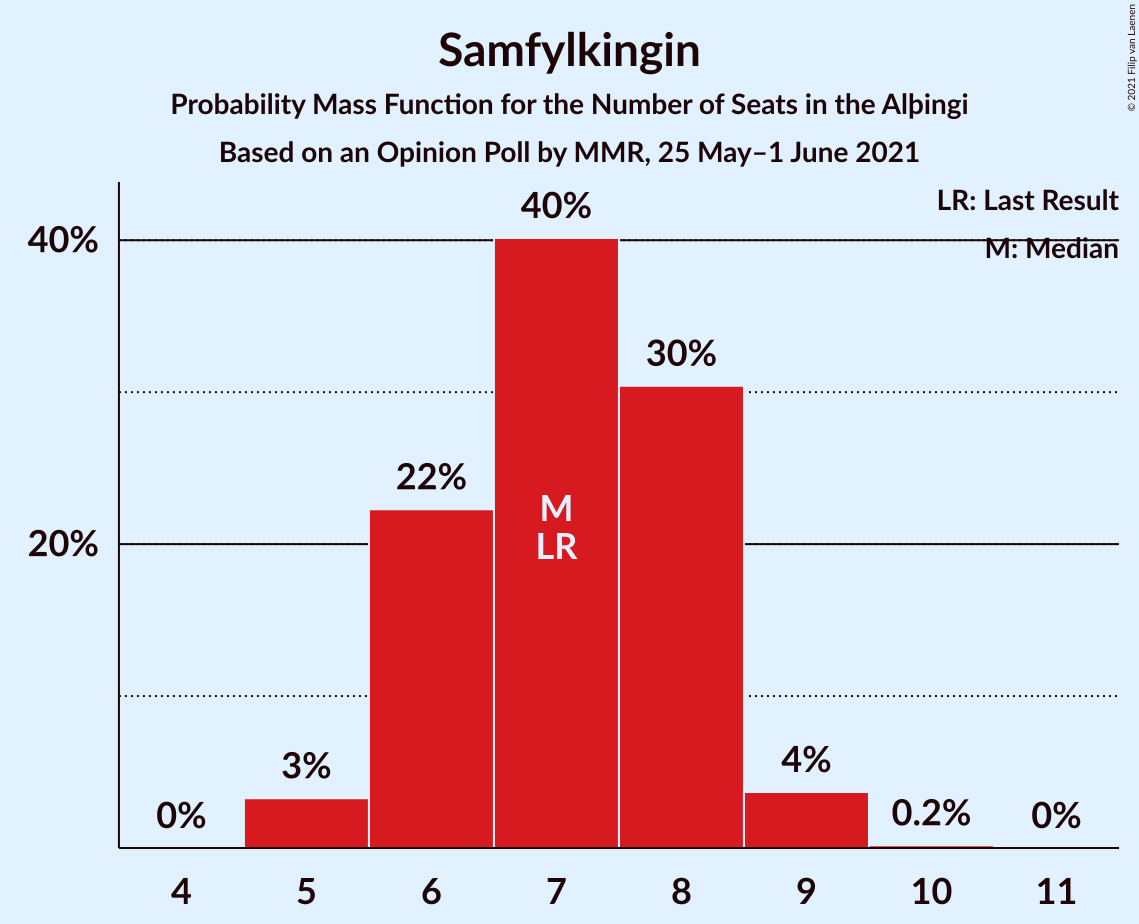 Samfylkingin
Probability Mass Function for the Number of Seats in the Alþingi
Based on an Opinion Poll by MMR, 25 May–1 June 2021
© 2021 Filip van Laenen
LR: Last Result
M: Median
40%
20%
0%
3%
22%
40%
30%
4%
0.2%
0%
M
LR
4
5
6
7
8
9
10
11